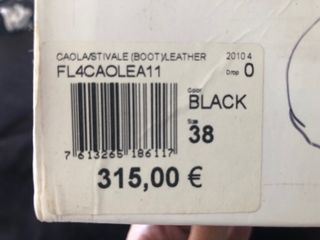 CAOLA/STIVALE (BOOT)/LEATHER 2010 4
FL4CAOLEA11 Drop 0
Color
BLACK
Size
38
7 613265 186117
315,00 €